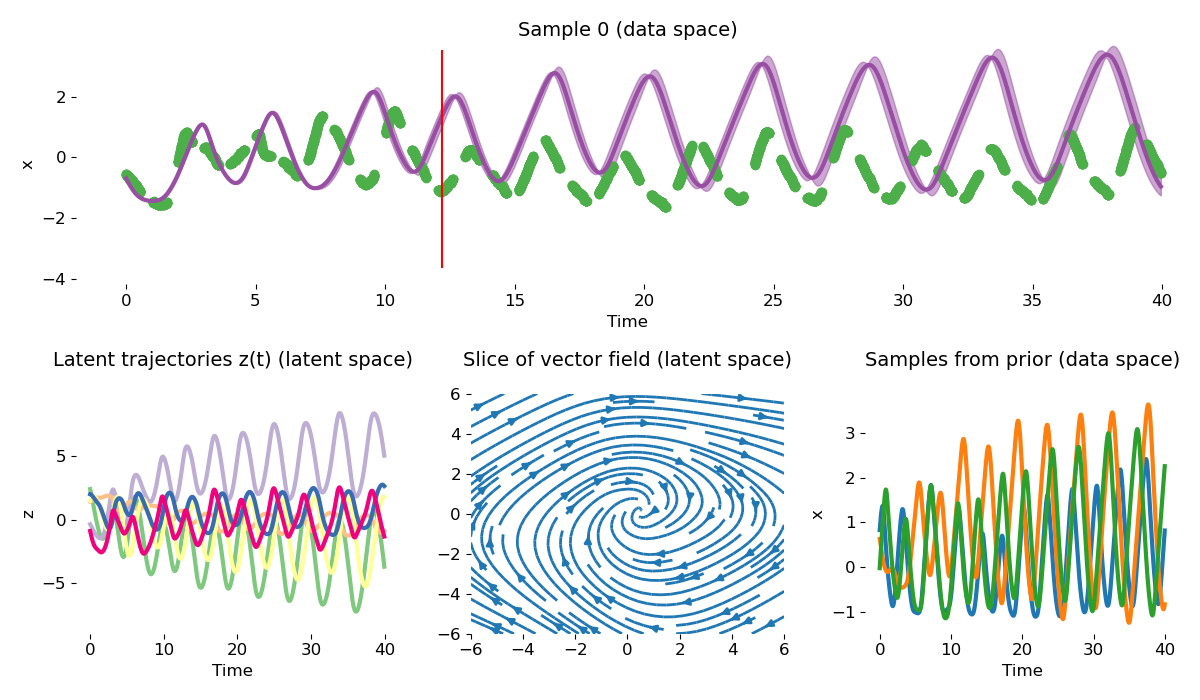 Sample 0 (data space)
2
0
−2
−4
x
0 5 10 15 20 25 30 35 40
Time
Latent trajectories z(t) (latent space)
5
0
−5
z
0 10 20 30 40
Time
Slice of vector field (latent space)
6
4
2
0
−2
−4
−6
−6 −4 −2 0 2 4 6
Samples from prior (data space)
3
2
1
0
−1
x
0 10 20 30 40
Time